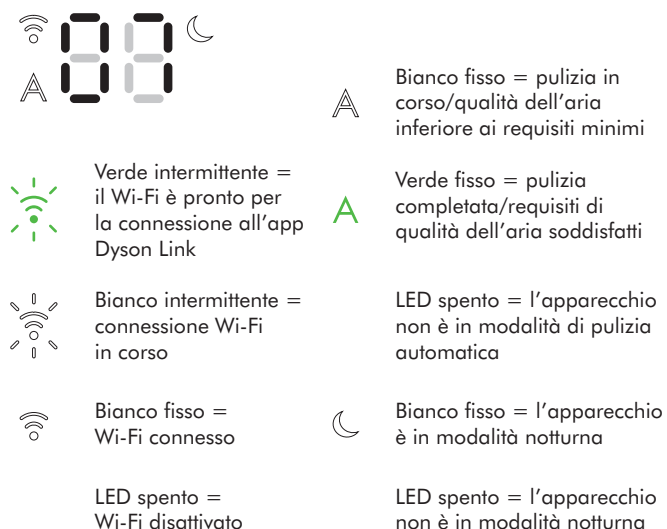 07
A
Verde intermittente =
il Wi-Fi è pronto per
la connessione all'app
Dyson Link
Bianco intermittente =
connessione Wi-Fi
in corso
Bianco fisso =
Wi-Fi connesso
LED spento =
Wi-Fi disattivato
A
Bianco fisso = pulizia in
corso/qualità dell'aria
inferiore ai requisiti minimi
A
Verde fisso = pulizia
completata/requisiti di
qualità dell'aria soddisfatti
LED spento = l'apparecchio
non è in modalità di pulizia
automatica
Bianco fisso = l'apparecchio
è in modalità notturna
LED spento = l'apparecchio
non è in modalità notturna